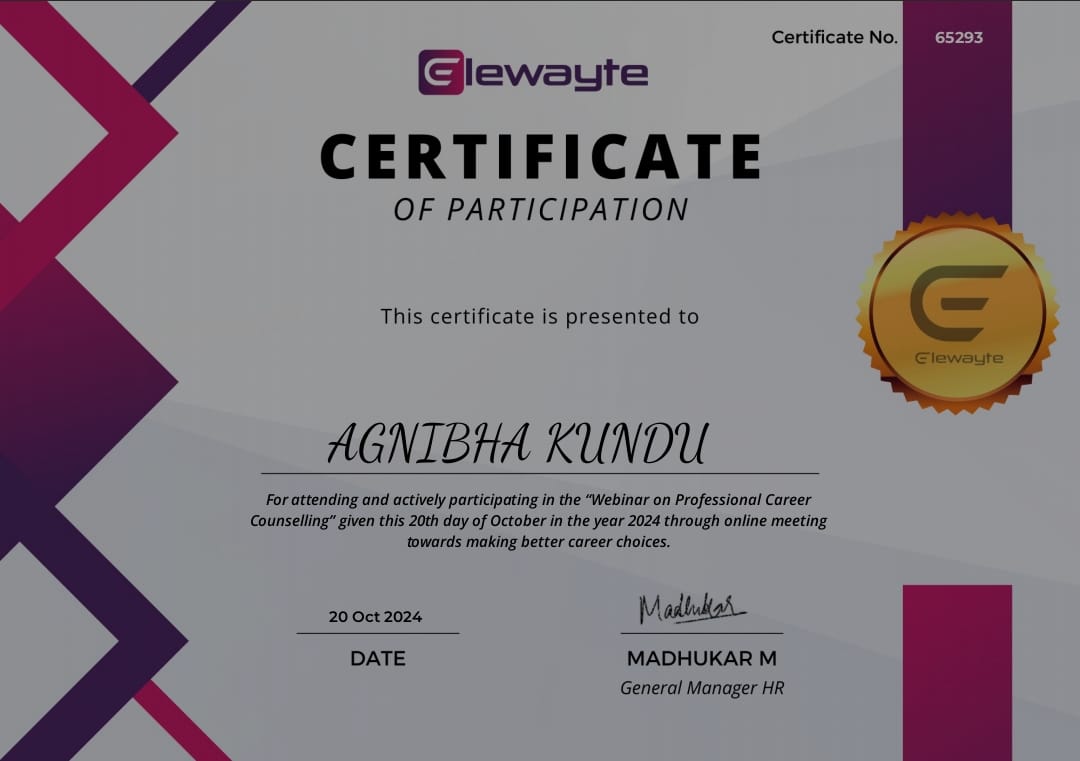 Certificate No. 65293
Elewayte
CERTIFICATE
OF PARTICIPATION
This certificate is presented to
Elewayte
AGNIBHA KUNDU
For attending and actively participating in the “Webinar on Professional Career
Counselling” given this 20th day of October in the year 2024 through online meeting
towards making better career choices.
Madhukar
20 Oct 2024
DATE
MADHUKAR M
General Manager HR